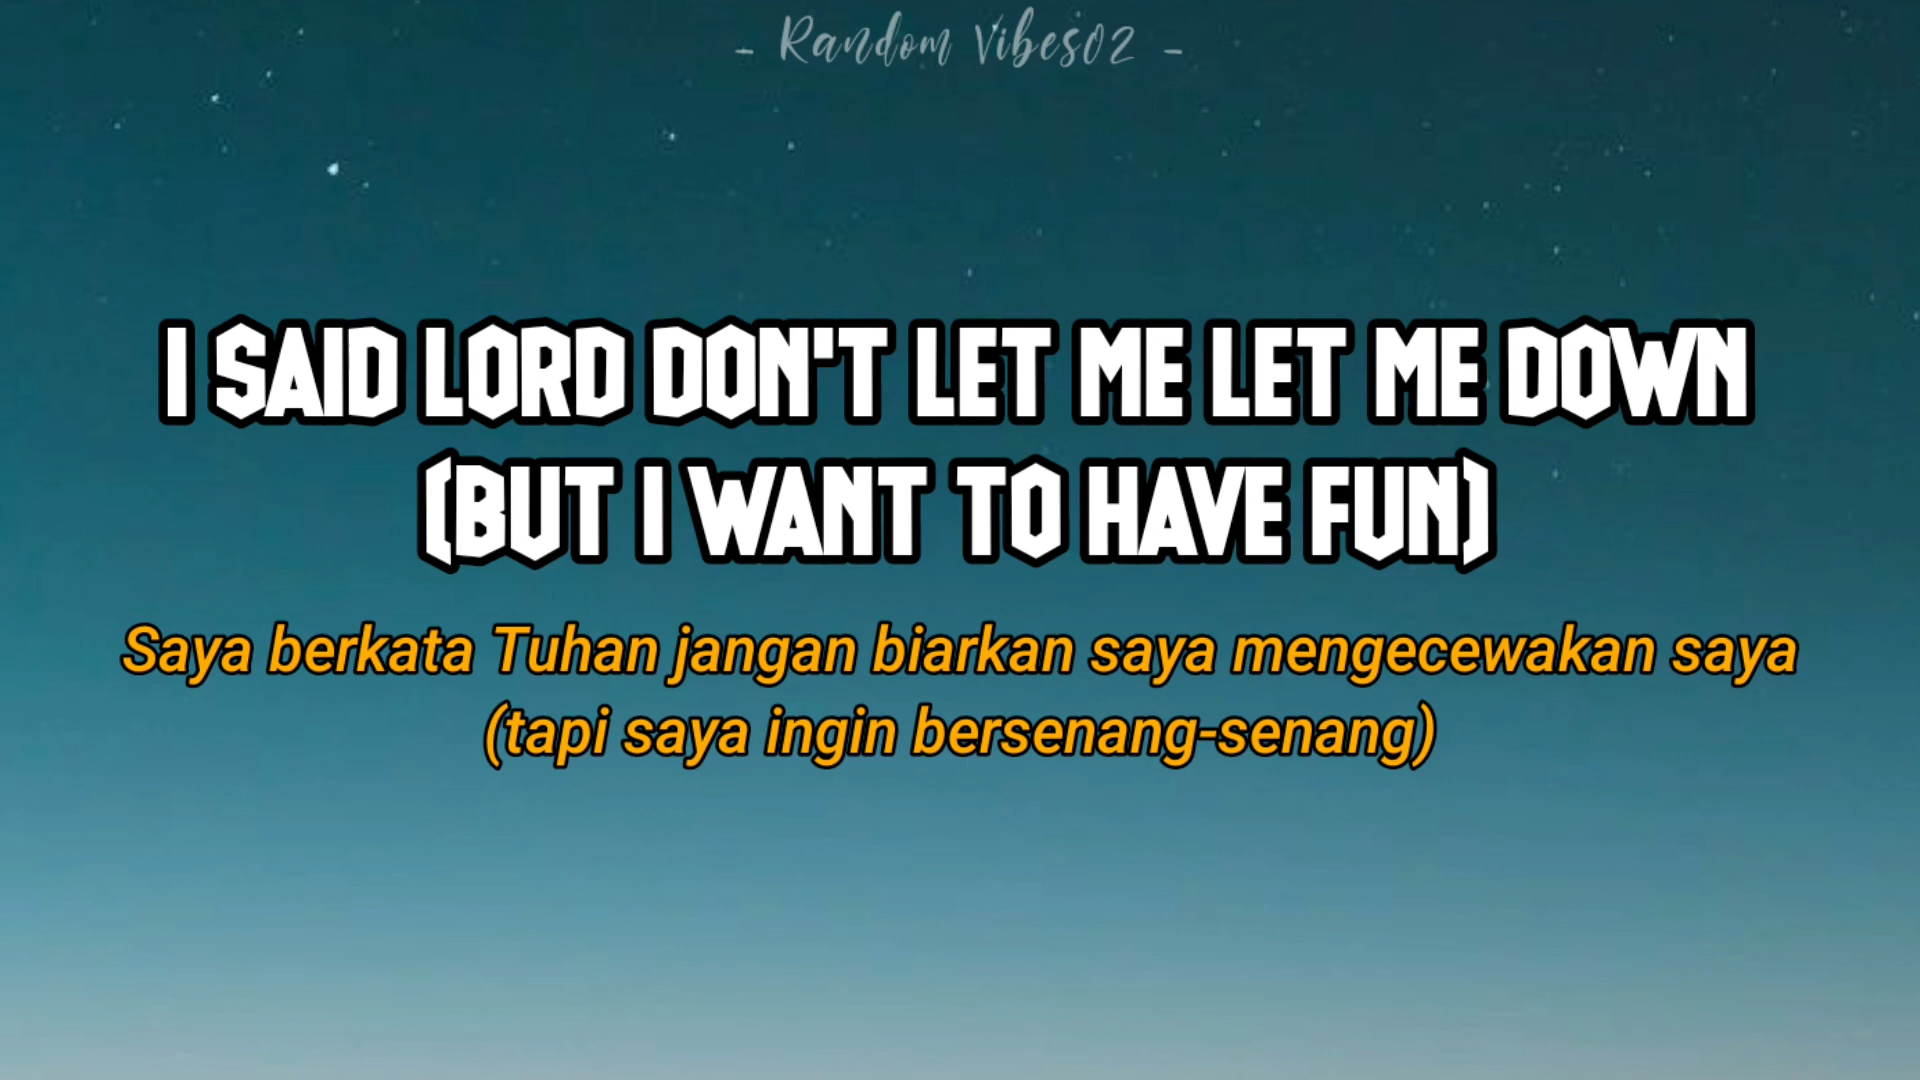 - Random Vibes02 -
I SAID LORD DON'T LET ME LET ME DOWN
(BUT I WANT TO HAVE FUN)
Saya berkata Tuhan jangan biarkan saya mengecewakan saya
(tapi saya ingin bersenang-senang)